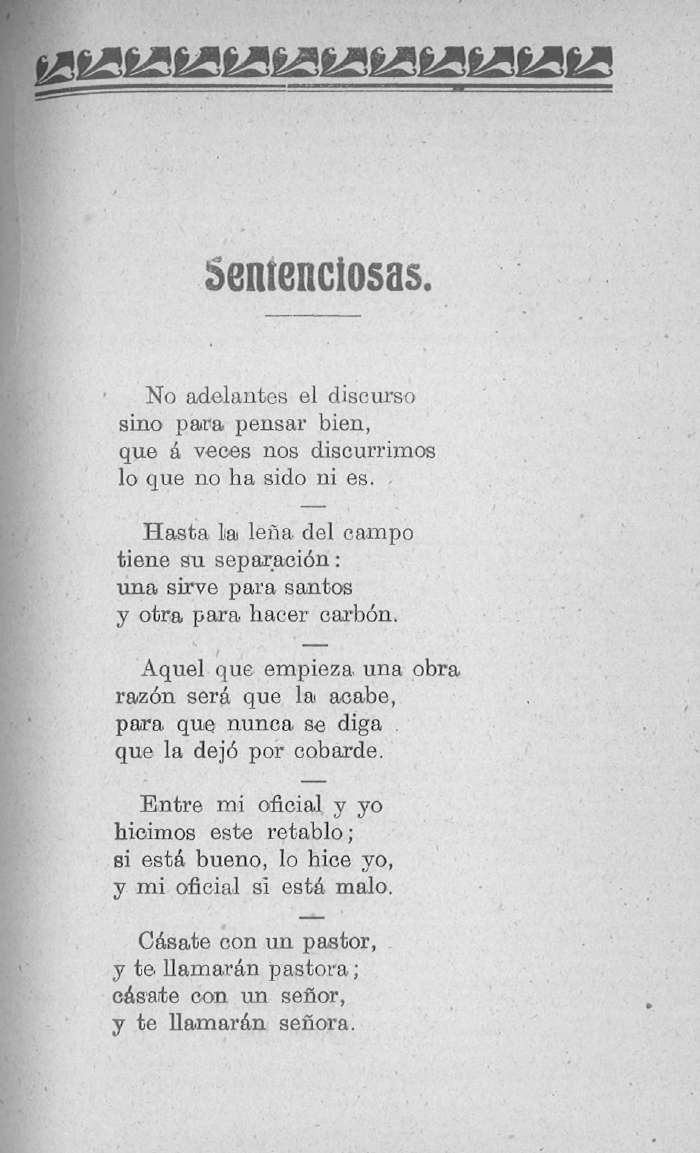 Sentenciosas.
No adelantes el discurso
sino para pensar bien,
que á veces nos discurrimos
lo que no ha sido ni es.
Hasta la leña del campo
tiene su separación:
una sirve para santos
y otra para hacer carbón.
Aquel que empieza una obra
razón será que la acabe,
para que nunca se diga
que la dejó por cobarde.
Entre mi oficial y yo
hicimos este retablo;
si está bueno, lo hice yo,
y mi oficial si está malo.
Cásate con un pastor,
y te llamarán pastora;
cásate con un señor,
y te llamarán señora.